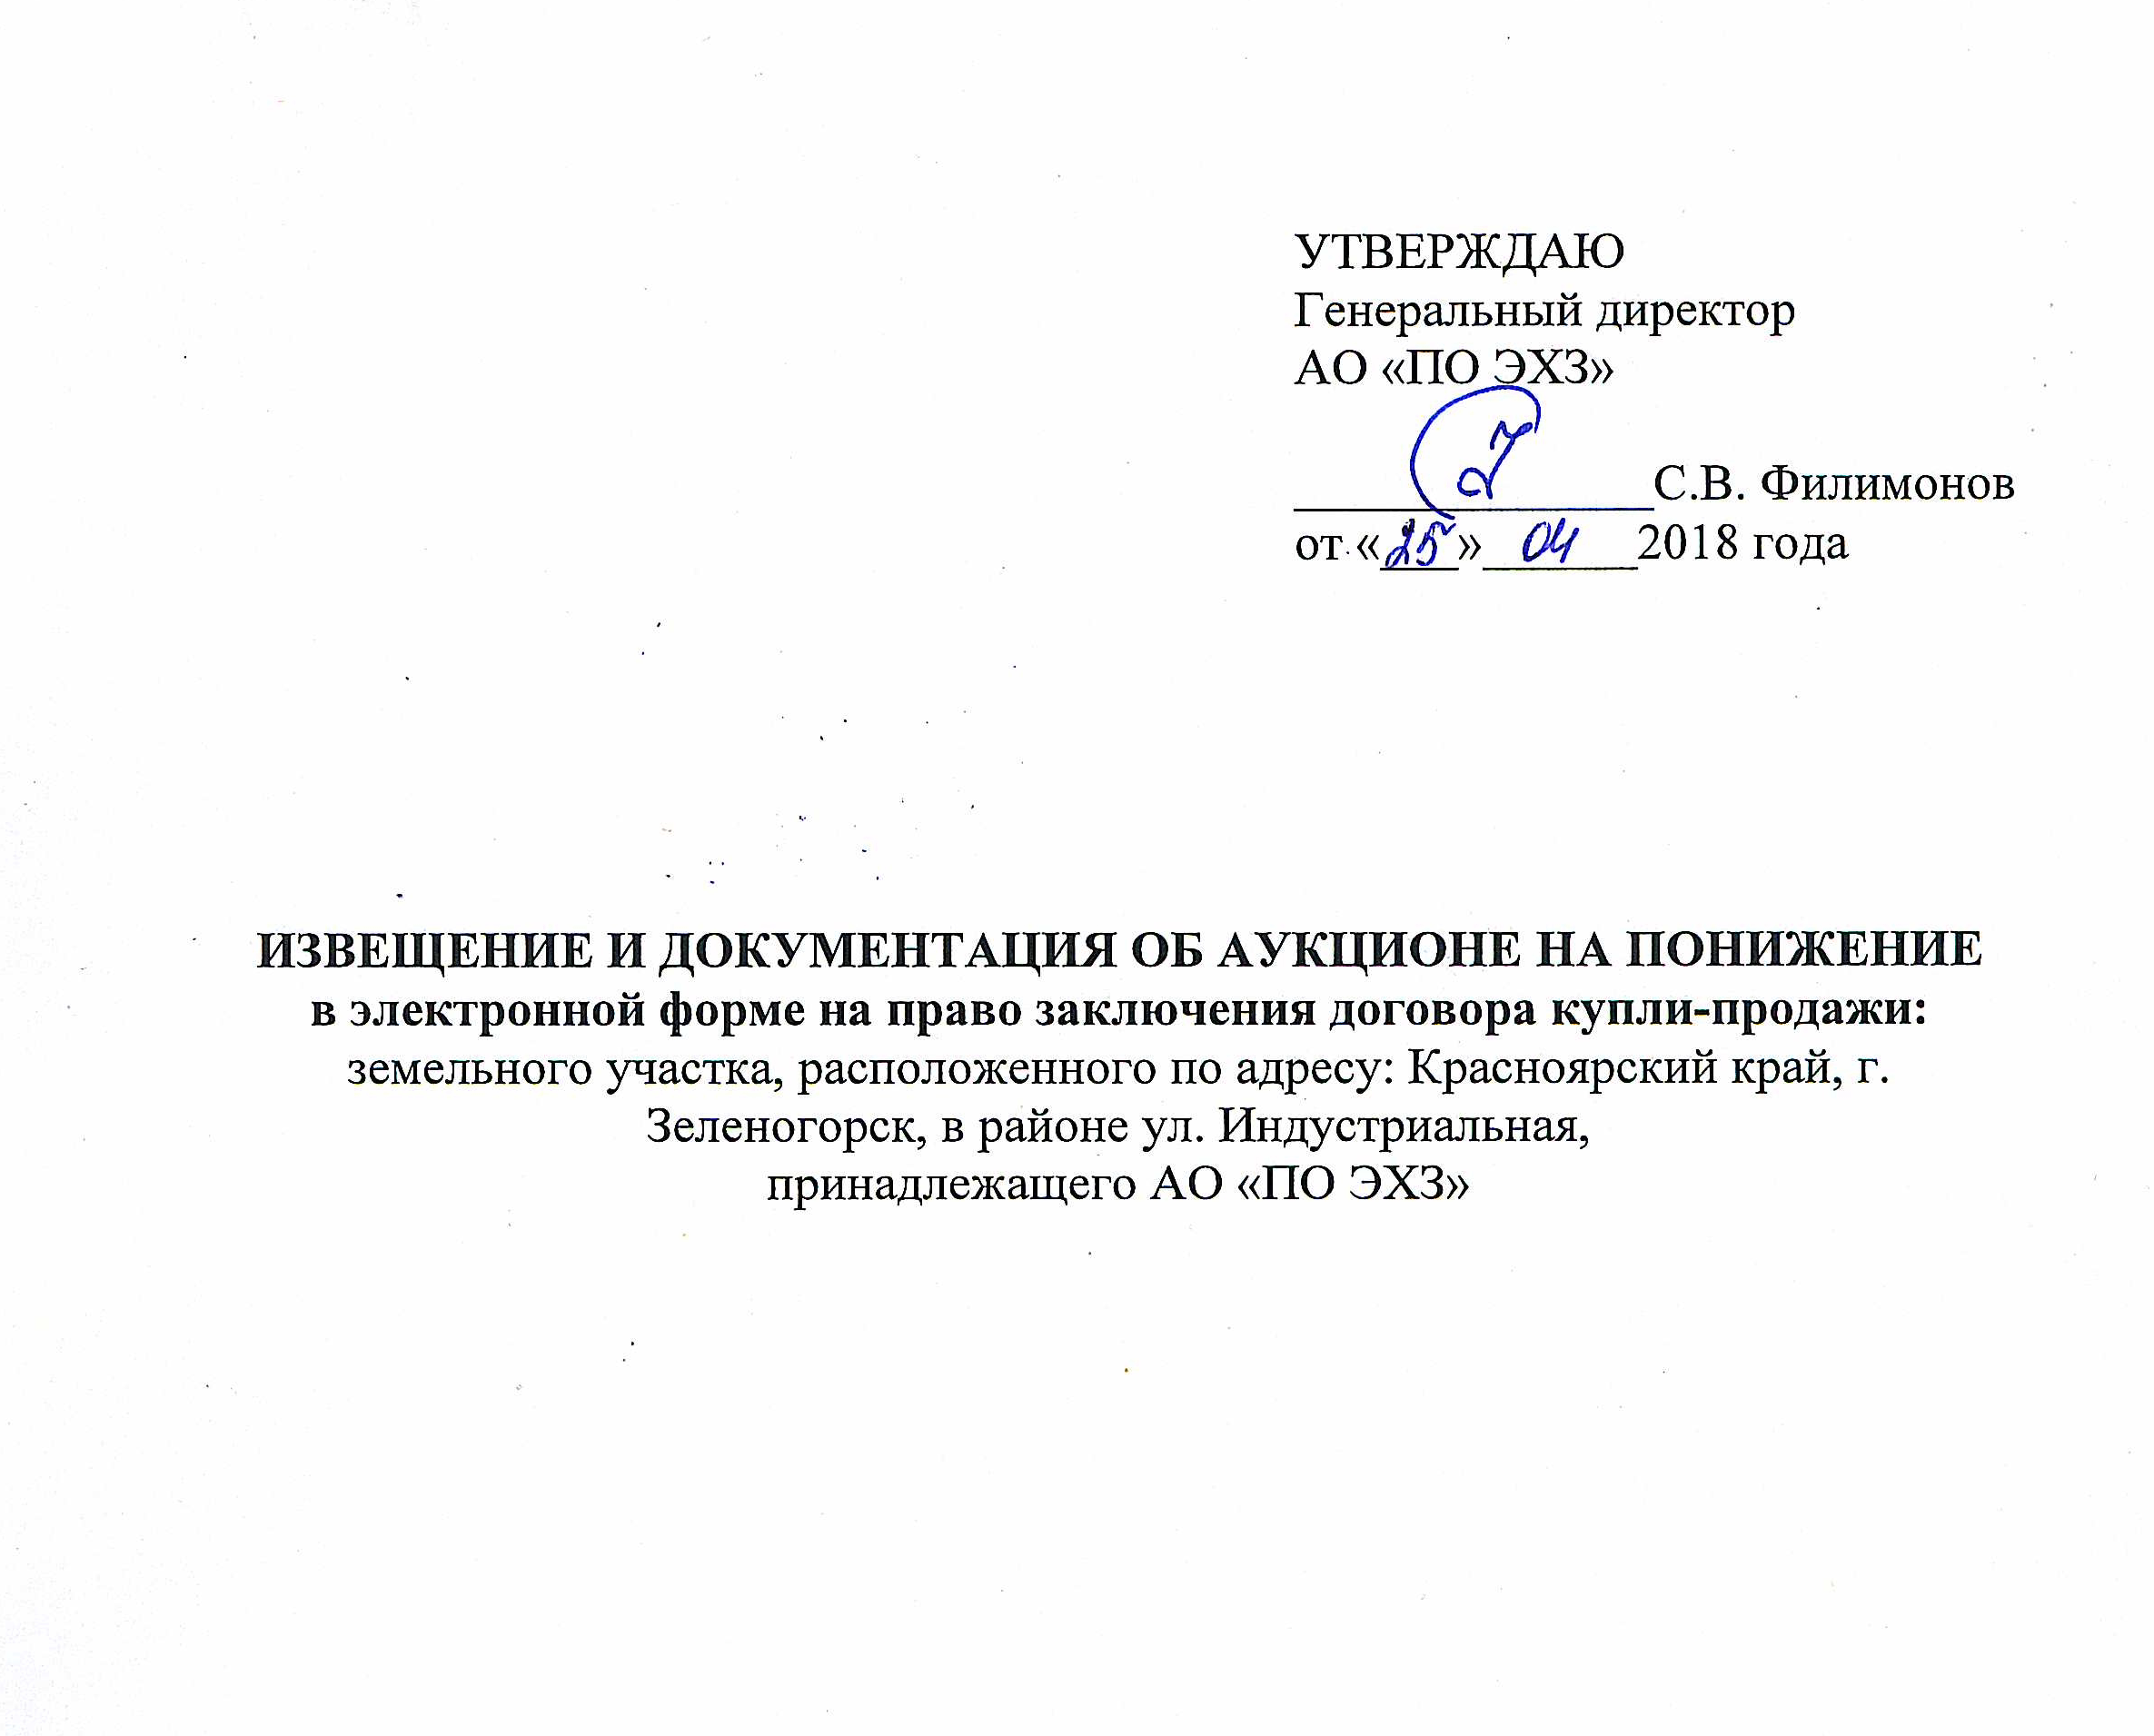 УТВЕРЖДАЮ
Генеральный директор
АО «ПО ЭХЗ»
С.В. Филимонов
от «25» 04 2018 года
ИЗВЕЩЕНИЕ И ДОКУМЕНТАЦИЯ ОБ АУКЦИОНЕ НА ПОНИЖЕНИЕ
в электронной форме на право заключения договора купли-продажи:
земельного участка, расположенного по адресу: Красноярский край, г.
Зеленогорск, в районе ул. Индустриальная,
принадлежащего АО «ПО ЭХЗ»